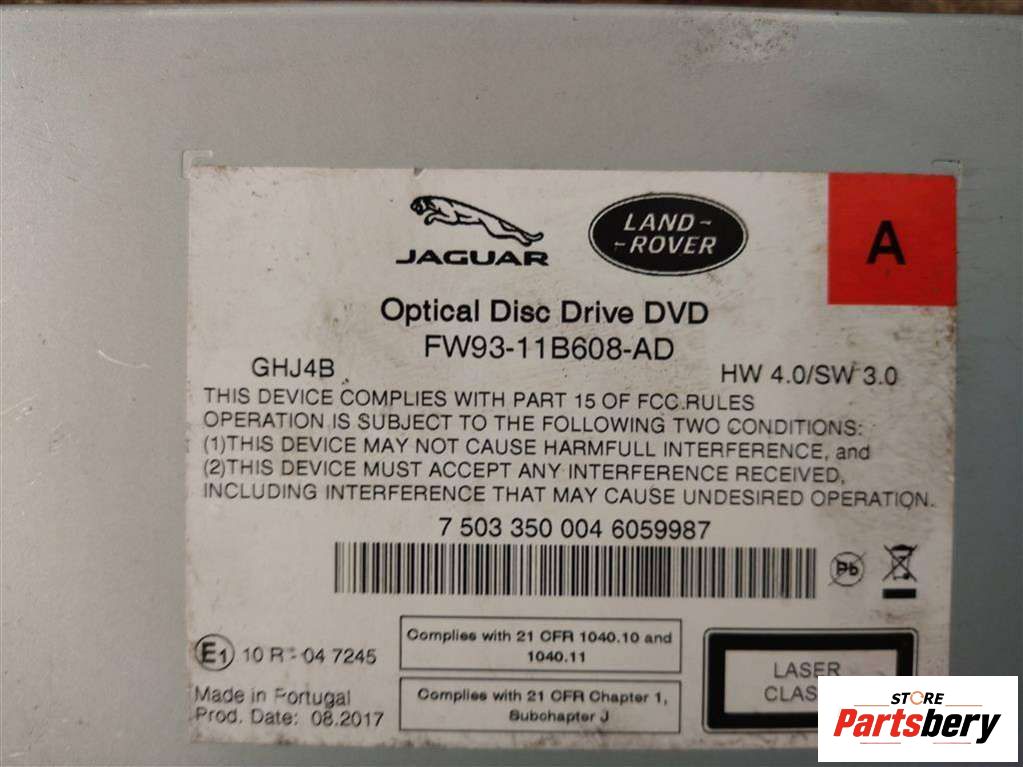 JAGUAR
LAND-
-ROVER
A
Optical Disc Drive DVD
FW93-11B608-AD
GHJ4B
HW 4.0/SW 3.0
THIS DEVICE COMPLIES WITH PART 15 OF FCC RULES
OPERATION IS SUBJECT TO THE FOLLOWING TWO CONDITIONS:
(1)THIS DEVICE MAY NOT CAUSE HARMFULL INTERFERENCE, and
(2)THIS DEVICE MUST ACCEPT ANY INTERFERENCE RECEIVED,
INCLUDING INTERFERENCE THAT MAY CAUSE UNDESIRED OPERATION.
7 503 350 004 6059987
Pb
E1 10 R - 04 7245
Complies with 21 CFR 1040.10 and
1040.11
Made in Portugal
Prod. Date: 08.2017
Complies with 21 CFR Chapter 1,
Subchapter J
LASER
STORE
Partsbery